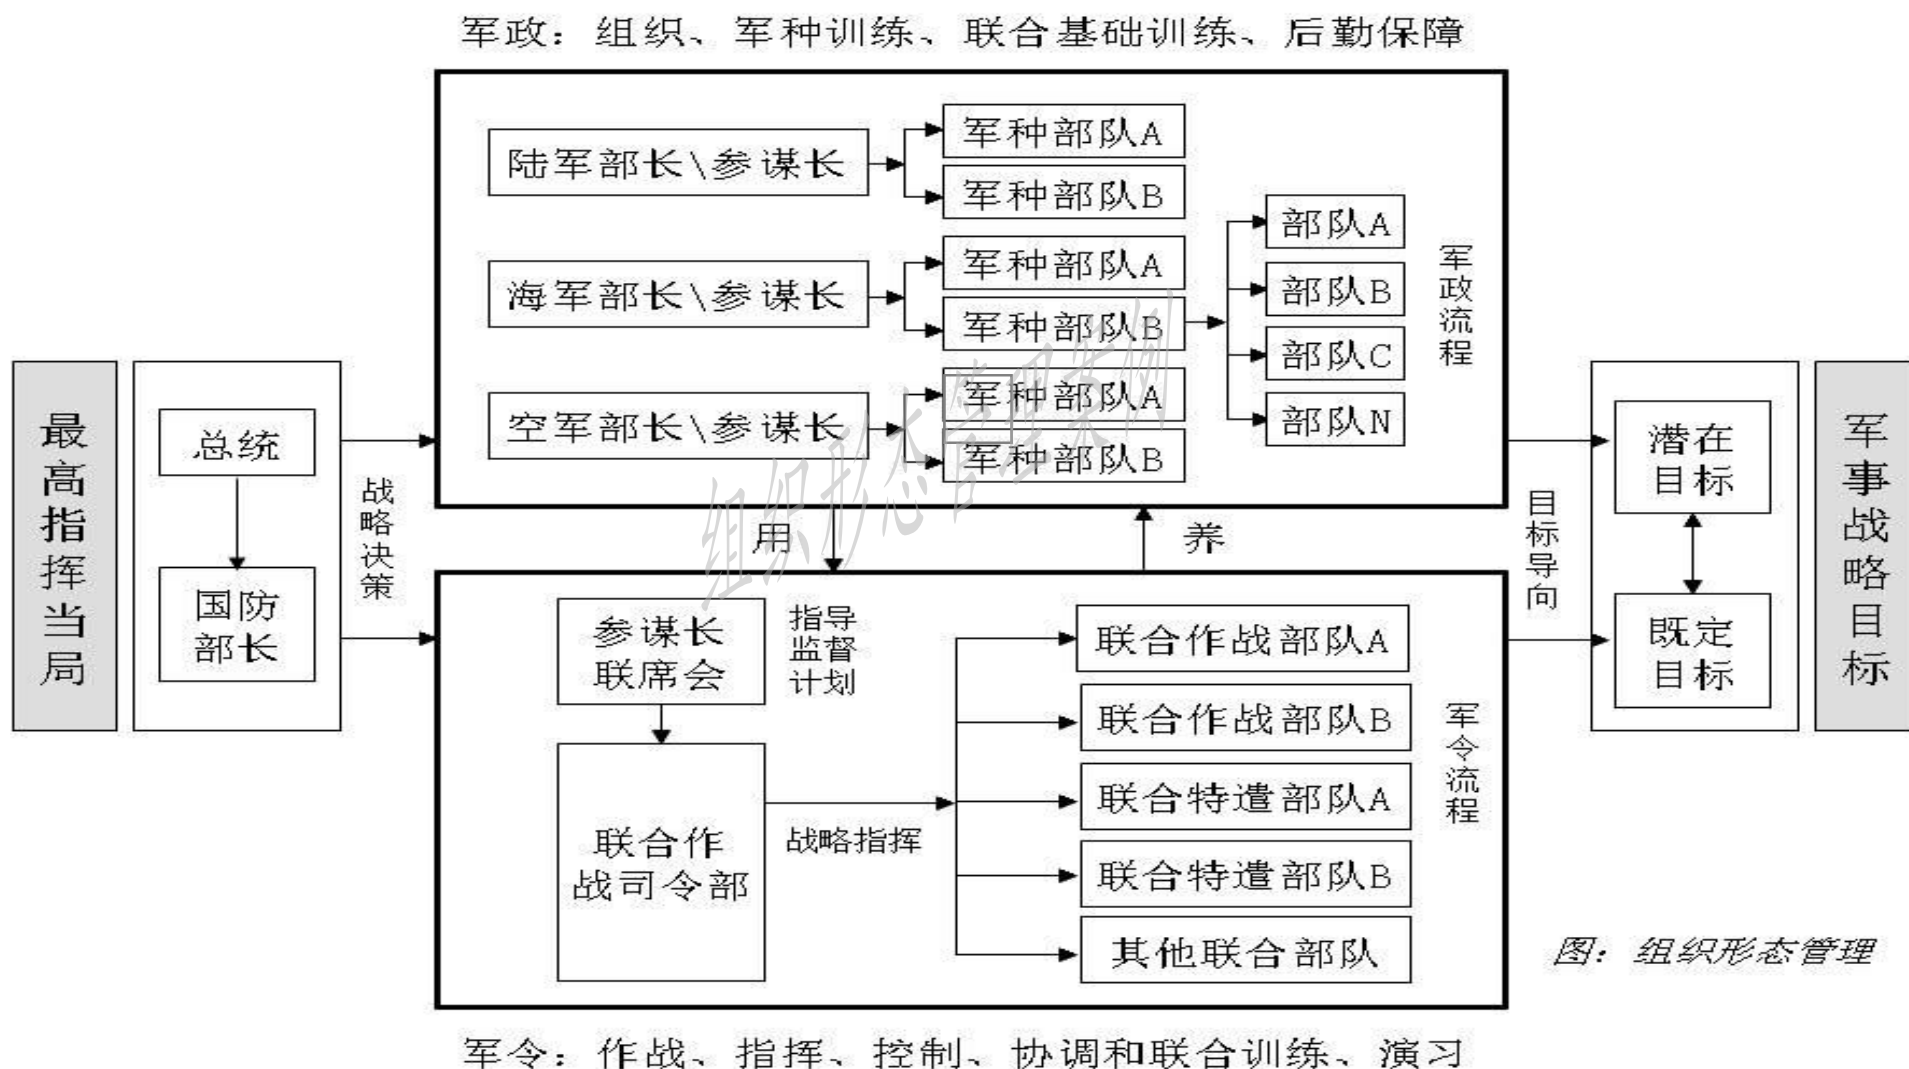 军政：组织、军种训练、联合基础训练、后勤保障
最高指挥当局
总统
国防
部长
战略决策
陆军部长\参谋长
军种部队A
军种部队B
海军部长\参谋长
军种部队A
军种部队B
空军部长\参谋长
军种部队A
军种部队B
部队A
部队B
部队C
部队N
军政流程
用
养
参谋长
联席会
指导
监督
计划
联合作
战司令部
战略指挥
联合作战部队A
联合作战部队B
联合特遣部队A
联合特遣部队B
其他联合部队
军令流程
目标导向
潜在
目标
既定
目标
军事战略目标
图：组织形态管理
军令：作战、指挥、控制、协调和联合训练、演习